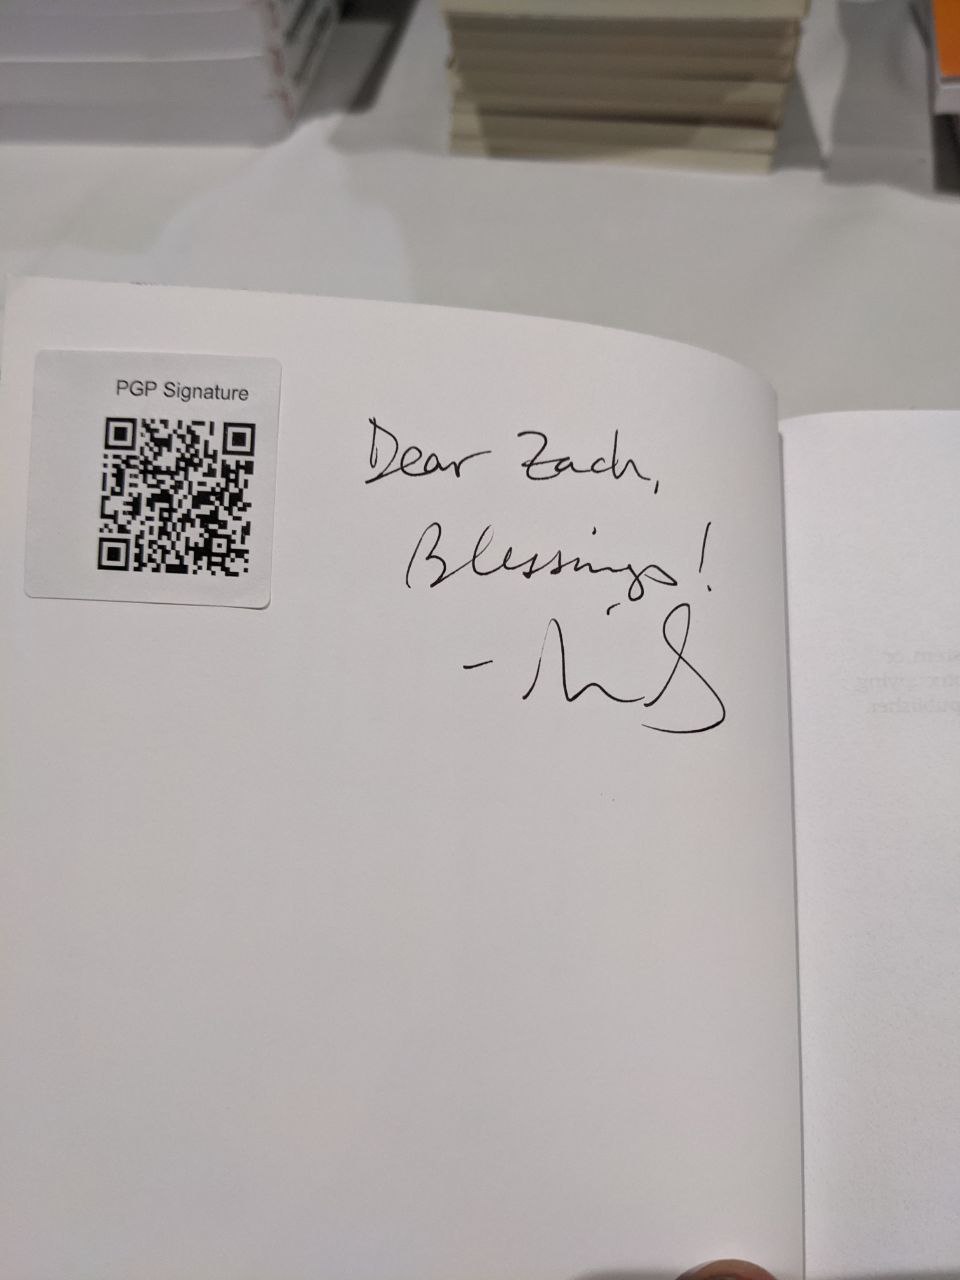 PGP Signature
Dear Zach,
Blessings!